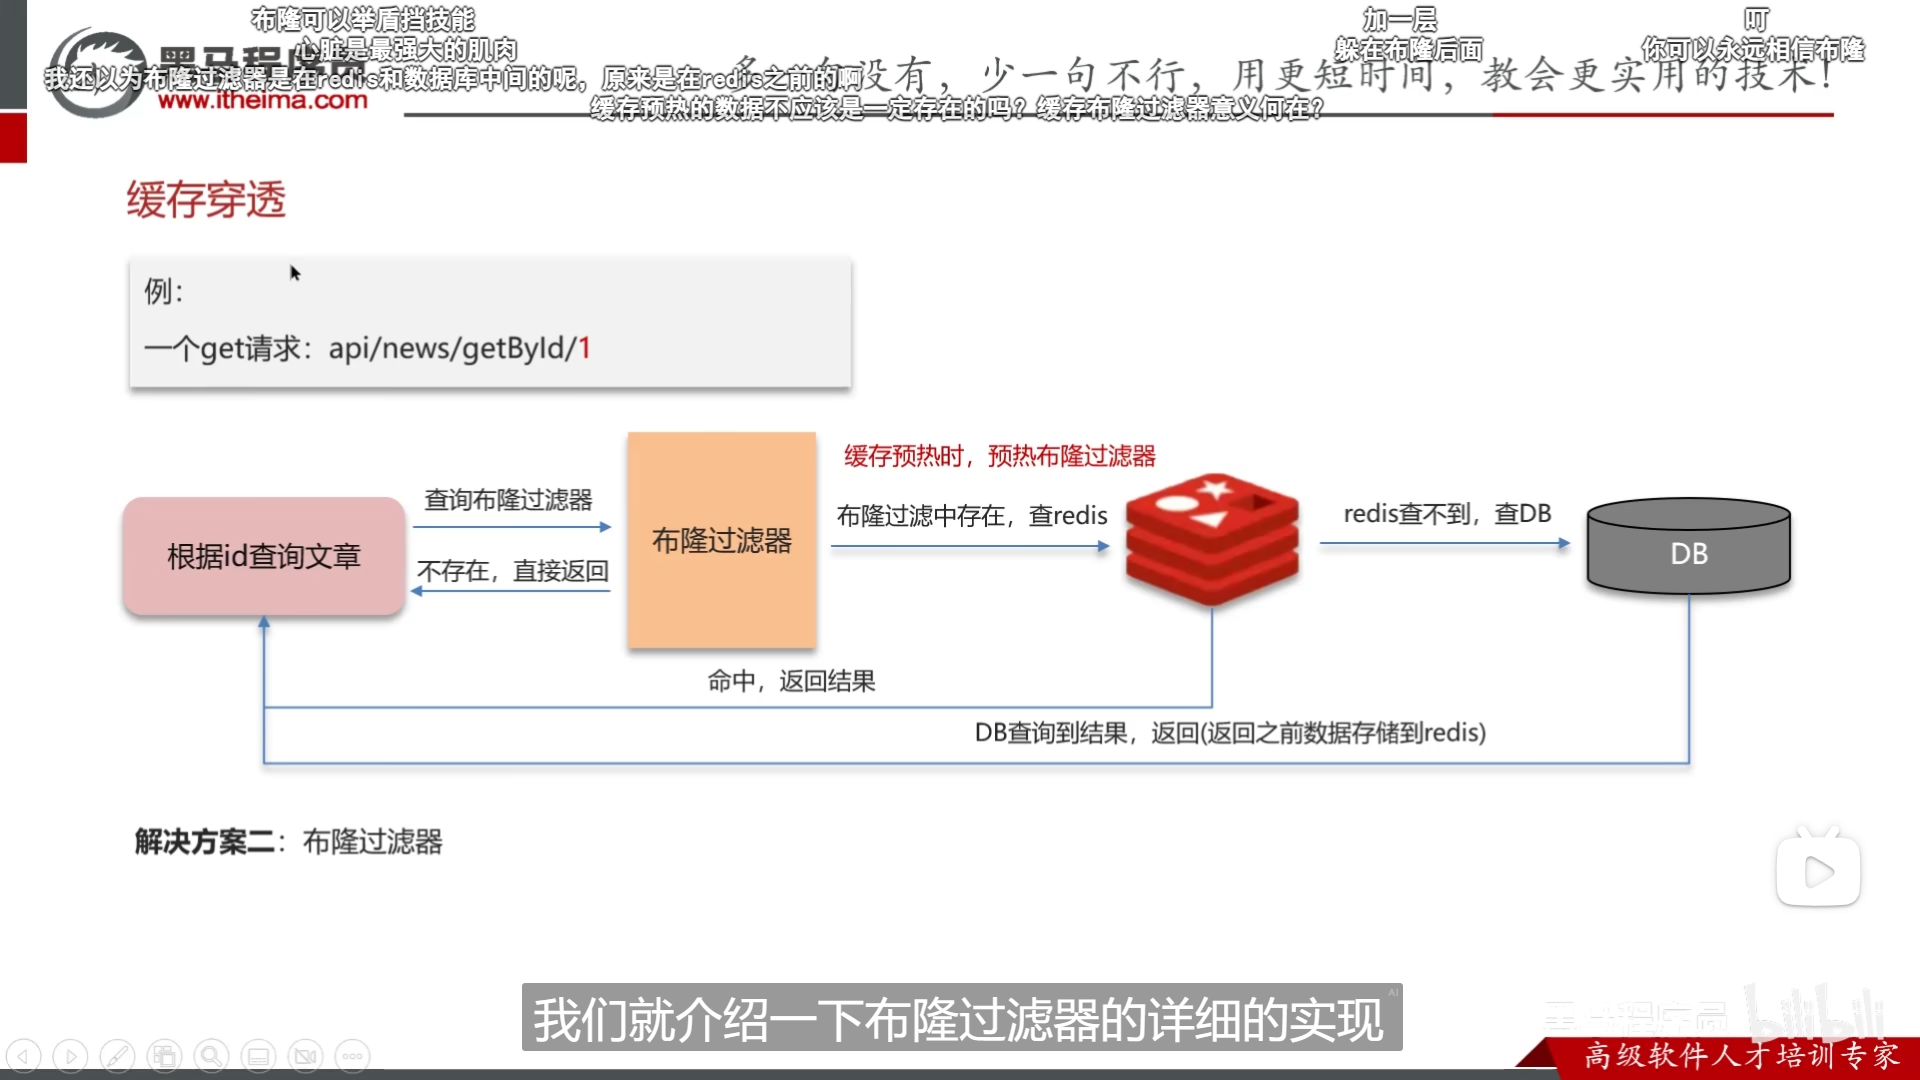 布隆可以举盾挡技能
加一层
叮
心脏是最强大的肌肉
躲在布隆后面
你可以永远相信布隆
我还以为布隆过滤器是在redis和数据库中间的呢，原来是在redis之前的啊
没有，少一句不行，用更短时间，教会更实用的技术！
www.itheima.com
缓存预热的数据不应该是一定存在的吗？缓存布隆过滤器意义何在？
缓存穿透
例：
一个get请求：api/news/getById/1
缓存预热时，预热布隆过滤器
查询布隆过滤器
布隆过滤中存在，查redis
redis查不到，查DB
根据id查询文章
布隆过滤器
DB
不存在，直接返回
命中，返回结果
DB查询到结果，返回(返回之前数据存储到redis)
解决方案二：布隆过滤器
我们就介绍一下布隆过滤器的详细的实现
AI
bilibili
高级软件人才培训专家